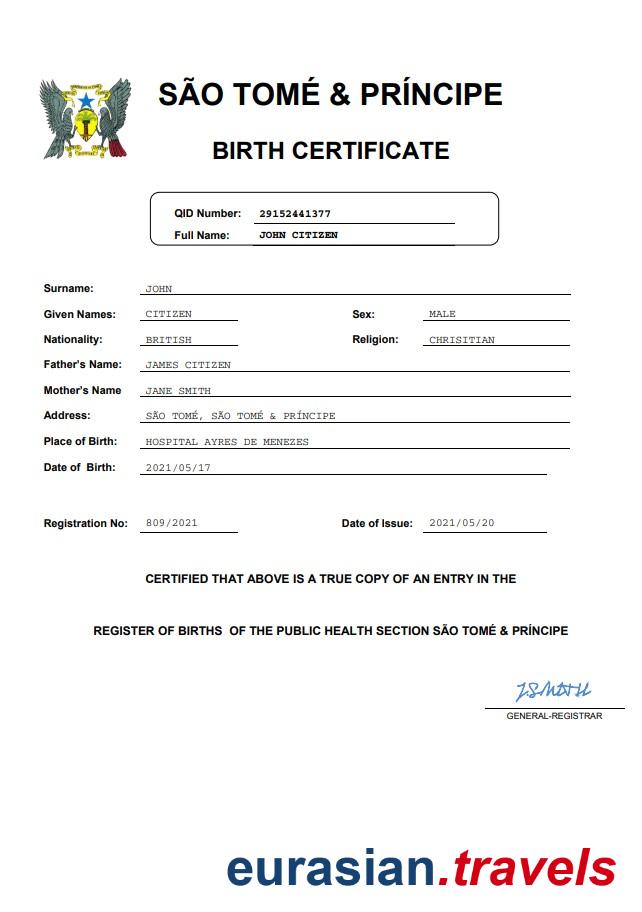 SÃO TOMÉ & PRÍNCIPE
BIRTH CERTIFICATE
QID Number: 29152441377
Full Name: JOHN CITIZEN
Surname: JOHN
Given Names: CITIZEN Sex: MALE
Nationality: BRITISH Religion: CHRISITIAN
Father's Name: JAMES CITIZEN
Mother's Name JANE SMITH
Address: SÃO TOMÉ, SÃO TOMÉ & PRÍNCIPE
Place of Birth: HOSPITAL AYRES DE MENEZES
Date of Birth: 2021/05/17
Registration No: 809/2021 Date of Issue: 2021/05/20
CERTIFIED THAT ABOVE IS A TRUE COPY OF AN ENTRY IN THE
REGISTER OF BIRTHS OF THE PUBLIC HEALTH SECTION SÃO TOMÉ & PRÍNCIPE
J.SMITH
GENERAL-REGISTRAR
eurasian.travels